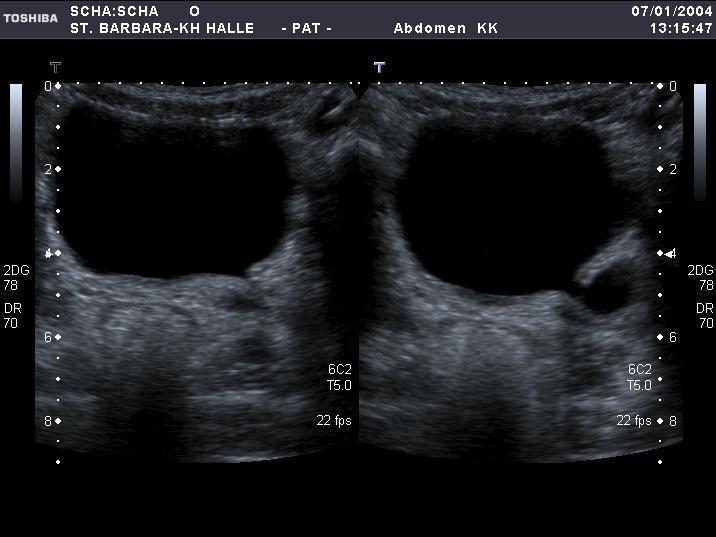 TOSHIBA
SCHA:SCHA O
07/01/2004
ST. BARBARA-KH HALLE - PAT - Abdomen KK
13:15:47
T T
0 0
2 2
4 4
2DG 2DG
78 78
DR DR
70 70
6 6
6C2 6C2
T5.0 T5.0
22 fps 22 fps
8 8